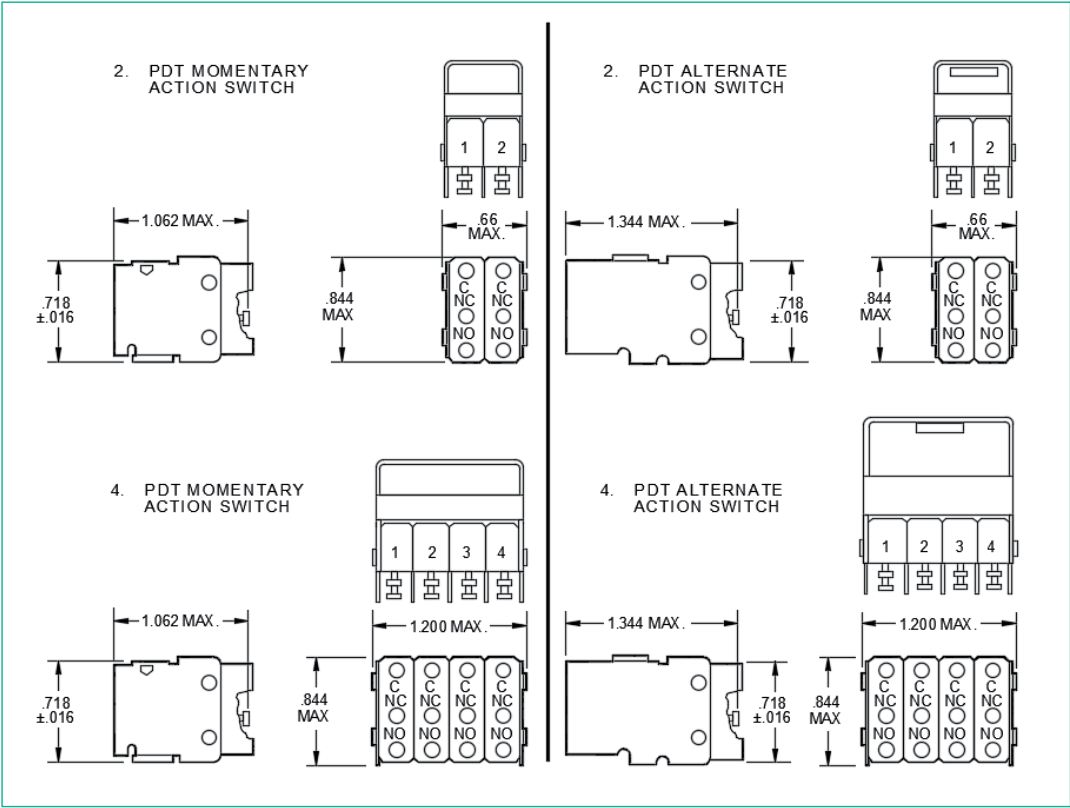 2. PDT MOMENTARY
ACTION SWITCH
1 2
1.062 MAX.
.66
MAX.
.718
±.016
.844
MAX
C C
NC NC
NO NO
2. PDT ALTERNATE
ACTION SWITCH
1 2
1.344 MAX.
.66
MAX.
.718
±.016
.844
MAX
C C
NC NC
NO NO
4. PDT MOMENTARY
ACTION SWITCH
1 2 3 4
1.062 MAX.
1.200 MAX.
.718
±.016
.844
MAX
C C C C
NC NC NC NC
NO NO NO NO
4. PDT ALTERNATE
ACTION SWITCH
1 2 3 4
1.344 MAX.
1.200 MAX.
.718
±.016
.844
MAX
C C C C
NC NC NC NC
NO NO NO NO